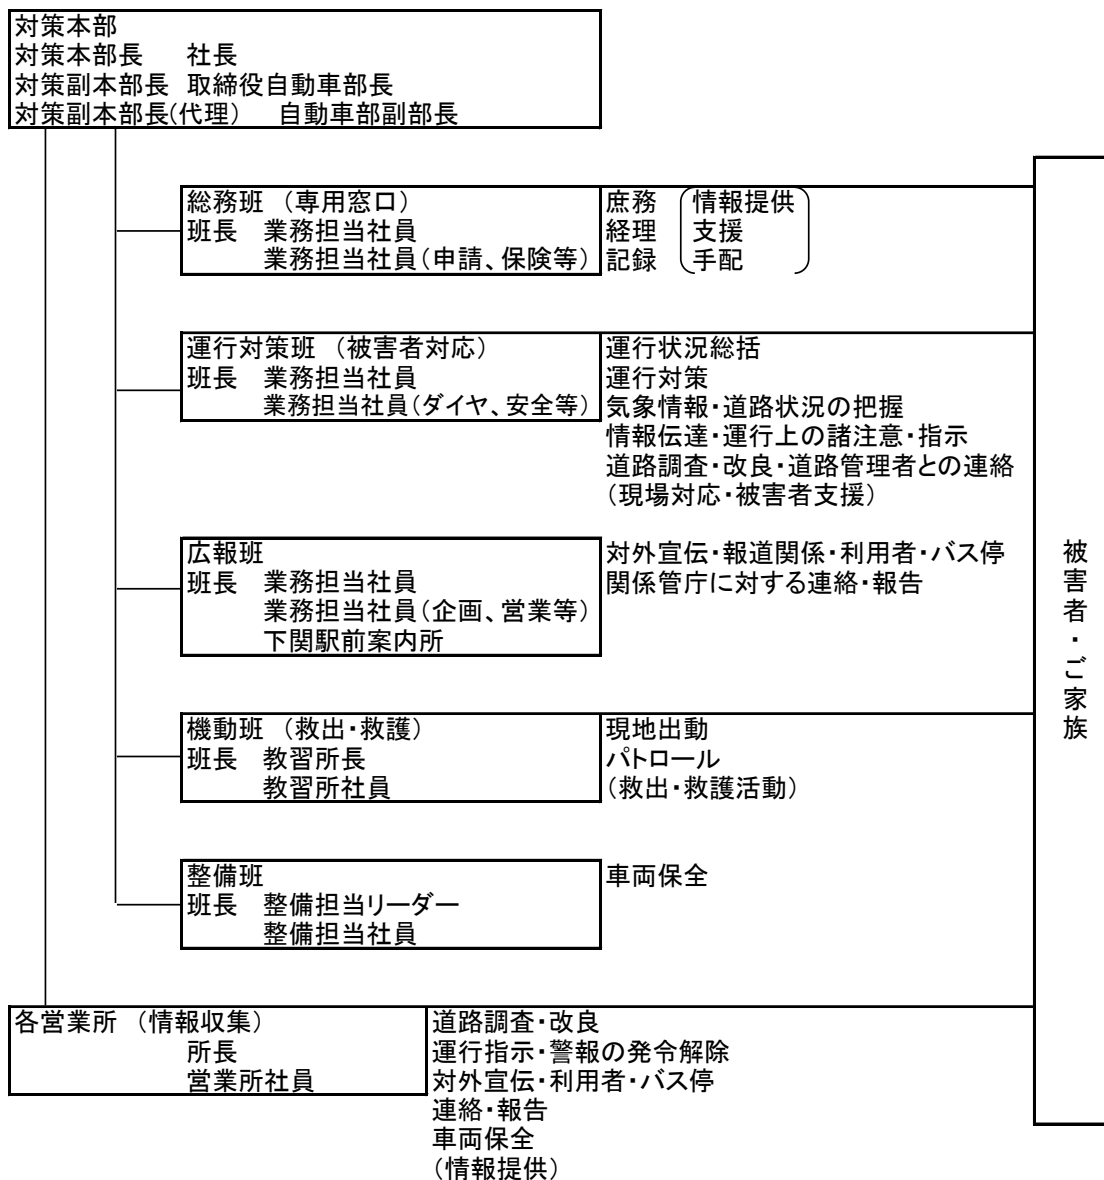 対策本部
対策本部長　社長
対策副本部長 取締役自動車部長
対策副本部長(代理)　自動車部副部長
総務班 （専用窓口）
班長 業務担当社員
業務担当社員(申請、保険等)
庶務 情報提供
経理 支援
記録 手配
運行対策班 （被害者対応）
班長 業務担当社員
業務担当社員(ダイヤ、安全等)
運行状況総括
運行対策
気象情報・道路状況の把握
情報伝達・運行上の諸注意・指示
道路調査・改良・道路管理者との連絡
（現場対応・被害者支援）
広報班
班長 業務担当社員
業務担当社員(企画、営業等)
下関駅前案内所
対外宣伝・報道関係・利用者・バス停
関係管庁に対する連絡・報告
機動班 （救出・救護）
班長 教習所長
教習所社員
現地出動
パトロール
（救出・救護活動）
整備班
班長 整備担当リーダー
整備担当社員
車両保全
各営業所 （情報収集）
所長
営業所社員
道路調査・改良
運行指示・警報の発令解除
対外宣伝・利用者・バス停
連絡・報告
車両保全
（情報提供）
被害者・ご家族